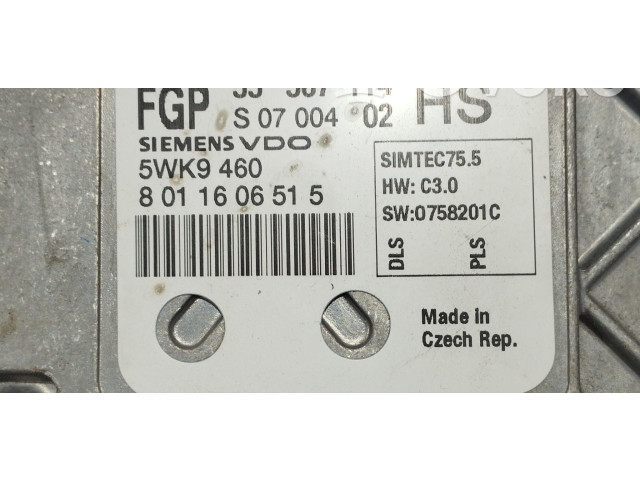 FGP
HS
S 07 004 02
SIEMENS VDO
5WK9 460
8 01 16 06 51 5
SIMTEC75.5
HW: C3.0
SW:0758201C
DLS PLS
Made in
Czech Rep.